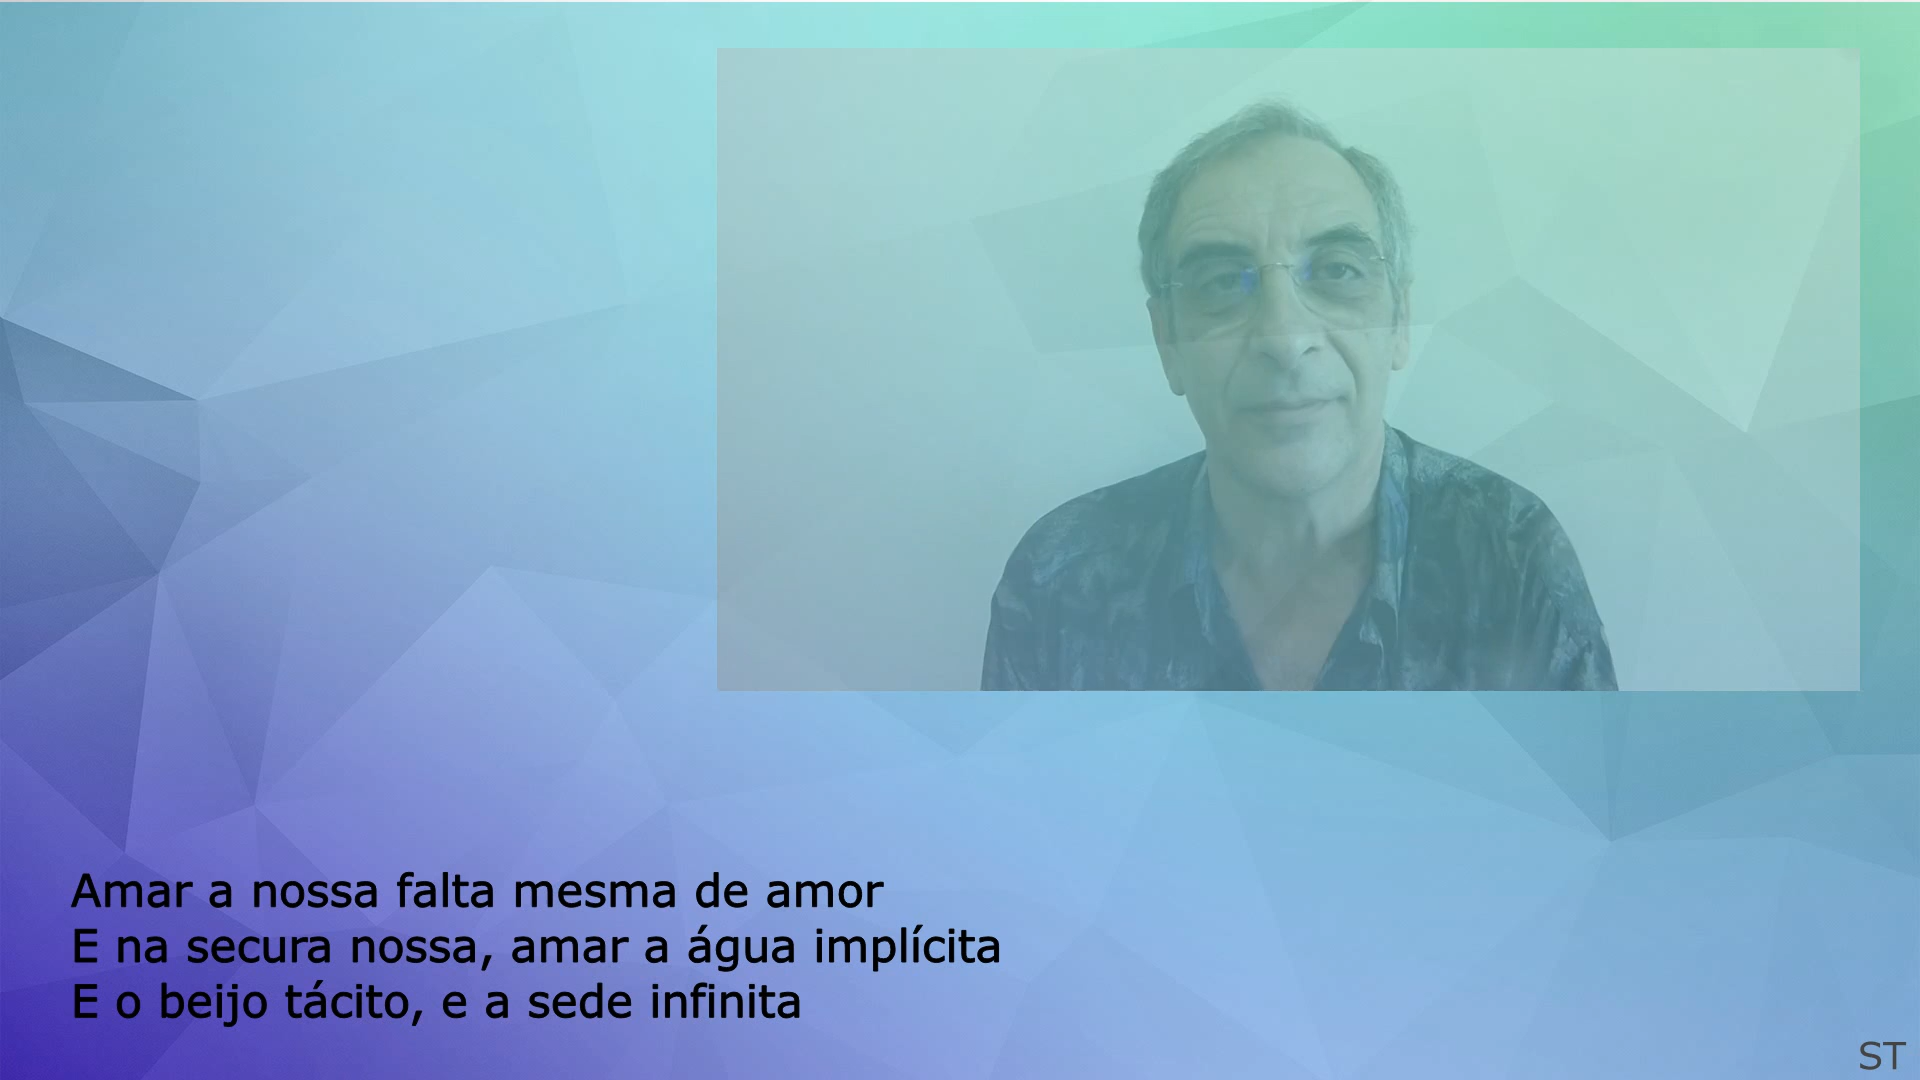 Amar a nossa falta mesma de amor
E na secura nossa, amar a água implícita
E o beijo tácito, e a sede infinita
ST